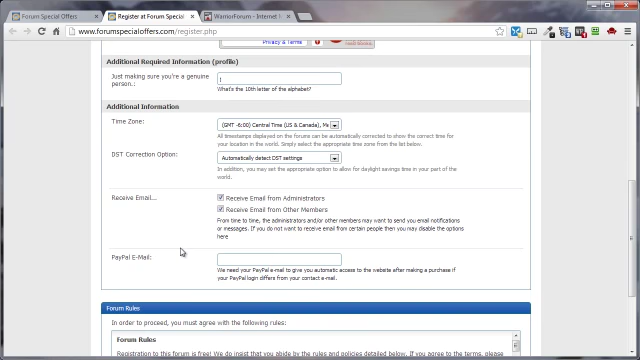 Forum Special Offers
Register at Forum Special
WarriorForum - Internet M
www.forumspecialoffers.com/register.php
Privacy & Terms
Additional Required Information (profile)
Just making sure you're a genuine person.:
j
What's the 10th letter of the alphabet?
Additional Information
Time Zone:
(GMT -6:00) Central Time (US & Canada), Me
All timestamps displayed on the forums can be automatically corrected to show the correct time for
your location in the world. Simply select the appropriate time zone from the list below.
DST Correction Option:
Automatically detect DST settings
In addition, you may set the appropriate option to allow for daylight savings time in your part of the
world.
Receive Email...
Receive Email from Administrators
Receive Email from Other Members
From time to time, the administrators and/or other members may want to send you email notifications
or messages. If you do not want to receive email from certain people then you may disable the options
here
PayPal E-Mail:
We need your PayPal e-mail to give you automatic access to the website after making a purchase if
your PayPal login differs from your contact e-mail.
Forum Rules
In order to proceed, you must agree with the following rules:
Forum Rules
Registration to this forum is free! We do insist that you abide by the rules and policies detailed below. If you agree to the terms, please